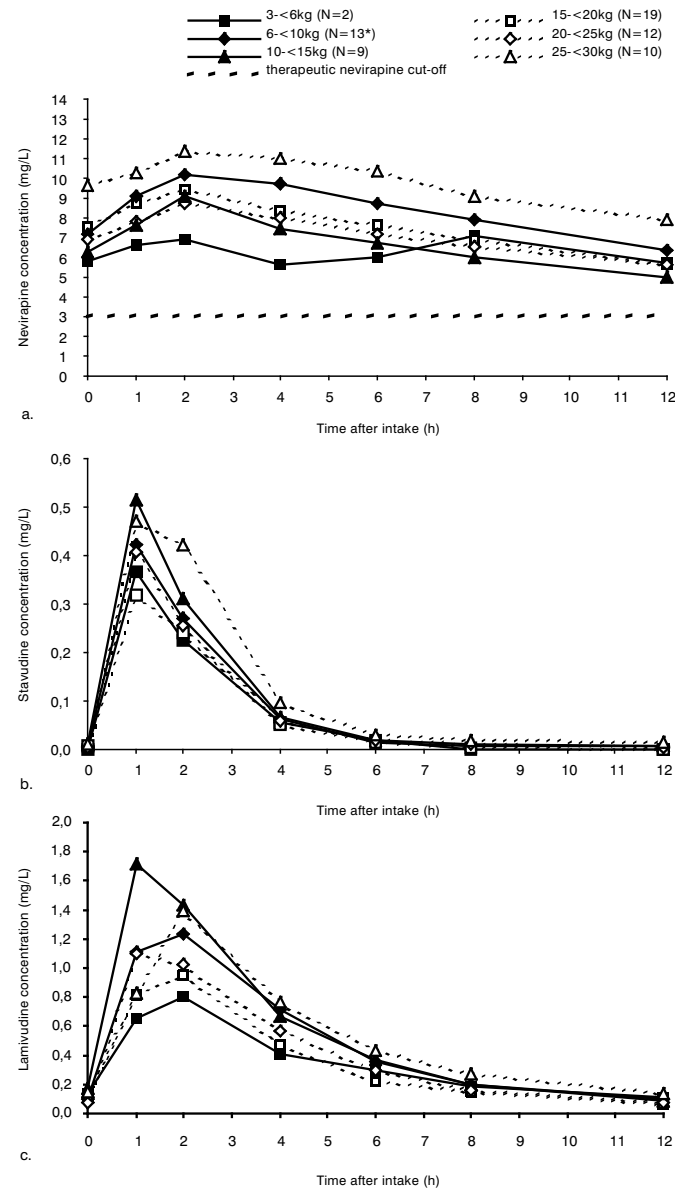 3-<6kg (N=2)
6-<10kg (N=13*)
10-<15kg (N=9)
therapeutic nevirapine cut-off
15-<20kg (N=19)
20-<25kg (N=12)
25-<30kg (N=10)
Nevirapine concentration (mg/L)
14
13
12
11
10
9
8
7
6
5
4
3
2
1
0
0 1 2 3 4 5 6 7 8 9 10 11 12
a.
Time after intake (h)
Stavudine concentration (mg/L)
0,6
0,5
0,4
0,3
0,2
0,1
0,0
0 1 2 3 4 5 6 7 8 9 10 11 12
b.
Time after intake (h)
Lamivudine concentration (mg/L)
2,0
1,8
1,6
1,4
1,2
1,0
0,8
0,6
0,4
0,2
0,0
0 1 2 3 4 5 6 7 8 9 10 11 12
c.
Time after intake (h)